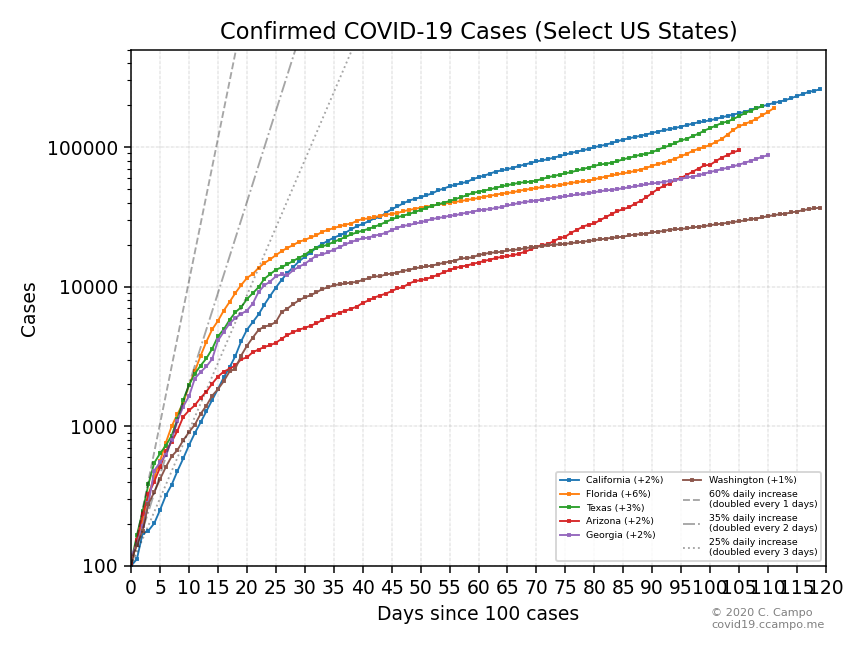 Confirmed COVID-19 Cases (Select US States)
Cases
100000
10000
1000
100
0 5 10 15 20 25 30 35 40 45 50 55 60 65 70 75 80 85 90 95 100 105 110 115 120
Days since 100 cases
California (+2%)
Florida (+6%)
Texas (+3%)
Arizona (+2%)
Georgia (+2%)
Washington (+1%)
60% daily increase
(doubled every 1 days)
35% daily increase
(doubled every 2 days)
25% daily increase
(doubled every 3 days)
© 2020 C. Campo
covid19.ccampo.me